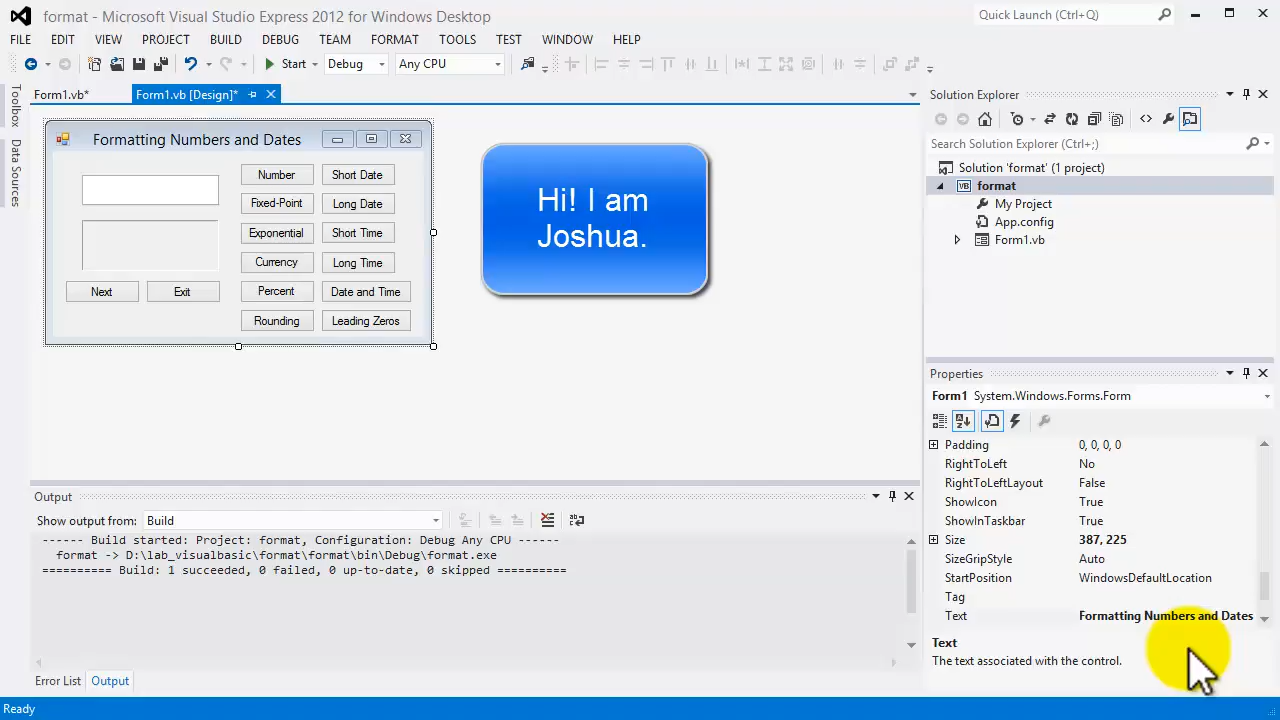 format - Microsoft Visual Studio Express 2012 for Windows Desktop
Quick Launch (Ctrl+Q)
FILE EDIT VIEW PROJECT BUILD DEBUG TEAM FORMAT TOOLS TEST WINDOW HELP
Start Debug Any CPU
Toolbox
Data Sources
Form1.vb* Form1.vb [Design]*
Formatting Numbers and Dates
Number Short Date
Fixed-Point Long Date
Exponential Short Time
Currency Long Time
Next Exit Percent Date and Time
Rounding Leading Zeros
Hi! I am
Joshua.
Solution Explorer
Search Solution Explorer (Ctrl+;)
Solution 'format' (1 project)
VB format
My Project
App.config
Form1.vb
Properties
Form1 System.Windows.Forms.Form
Padding 0, 0, 0, 0
RightToLeft No
RightToLeftLayout False
ShowIcon True
ShowInTaskbar True
Size 387, 225
SizeGripStyle Auto
StartPosition WindowsDefaultLocation
Tag
Text Formatting Numbers and Dates
Text
The text associated with the control.
Output
Show output from: Build
------ Build started: Project: format, Configuration: Debug Any CPU ------
format -> D:\lab_visualbasic\format\format\bin\Debug\format.exe
========== Build: 1 succeeded, 0 failed, 0 up-to-date, 0 skipped ==========
Error List Output
Ready